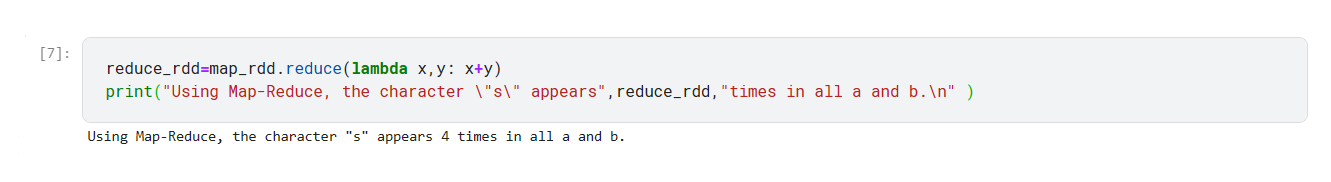 [7]:
reduce_rdd=map_rdd.reduce(lambda x,y: x+y)
print("Using Map-Reduce, the character \"s\" appears",reduce_rdd,"times in all a and b.\n" )
Using Map-Reduce, the character "s" appears 4 times in all a and b.